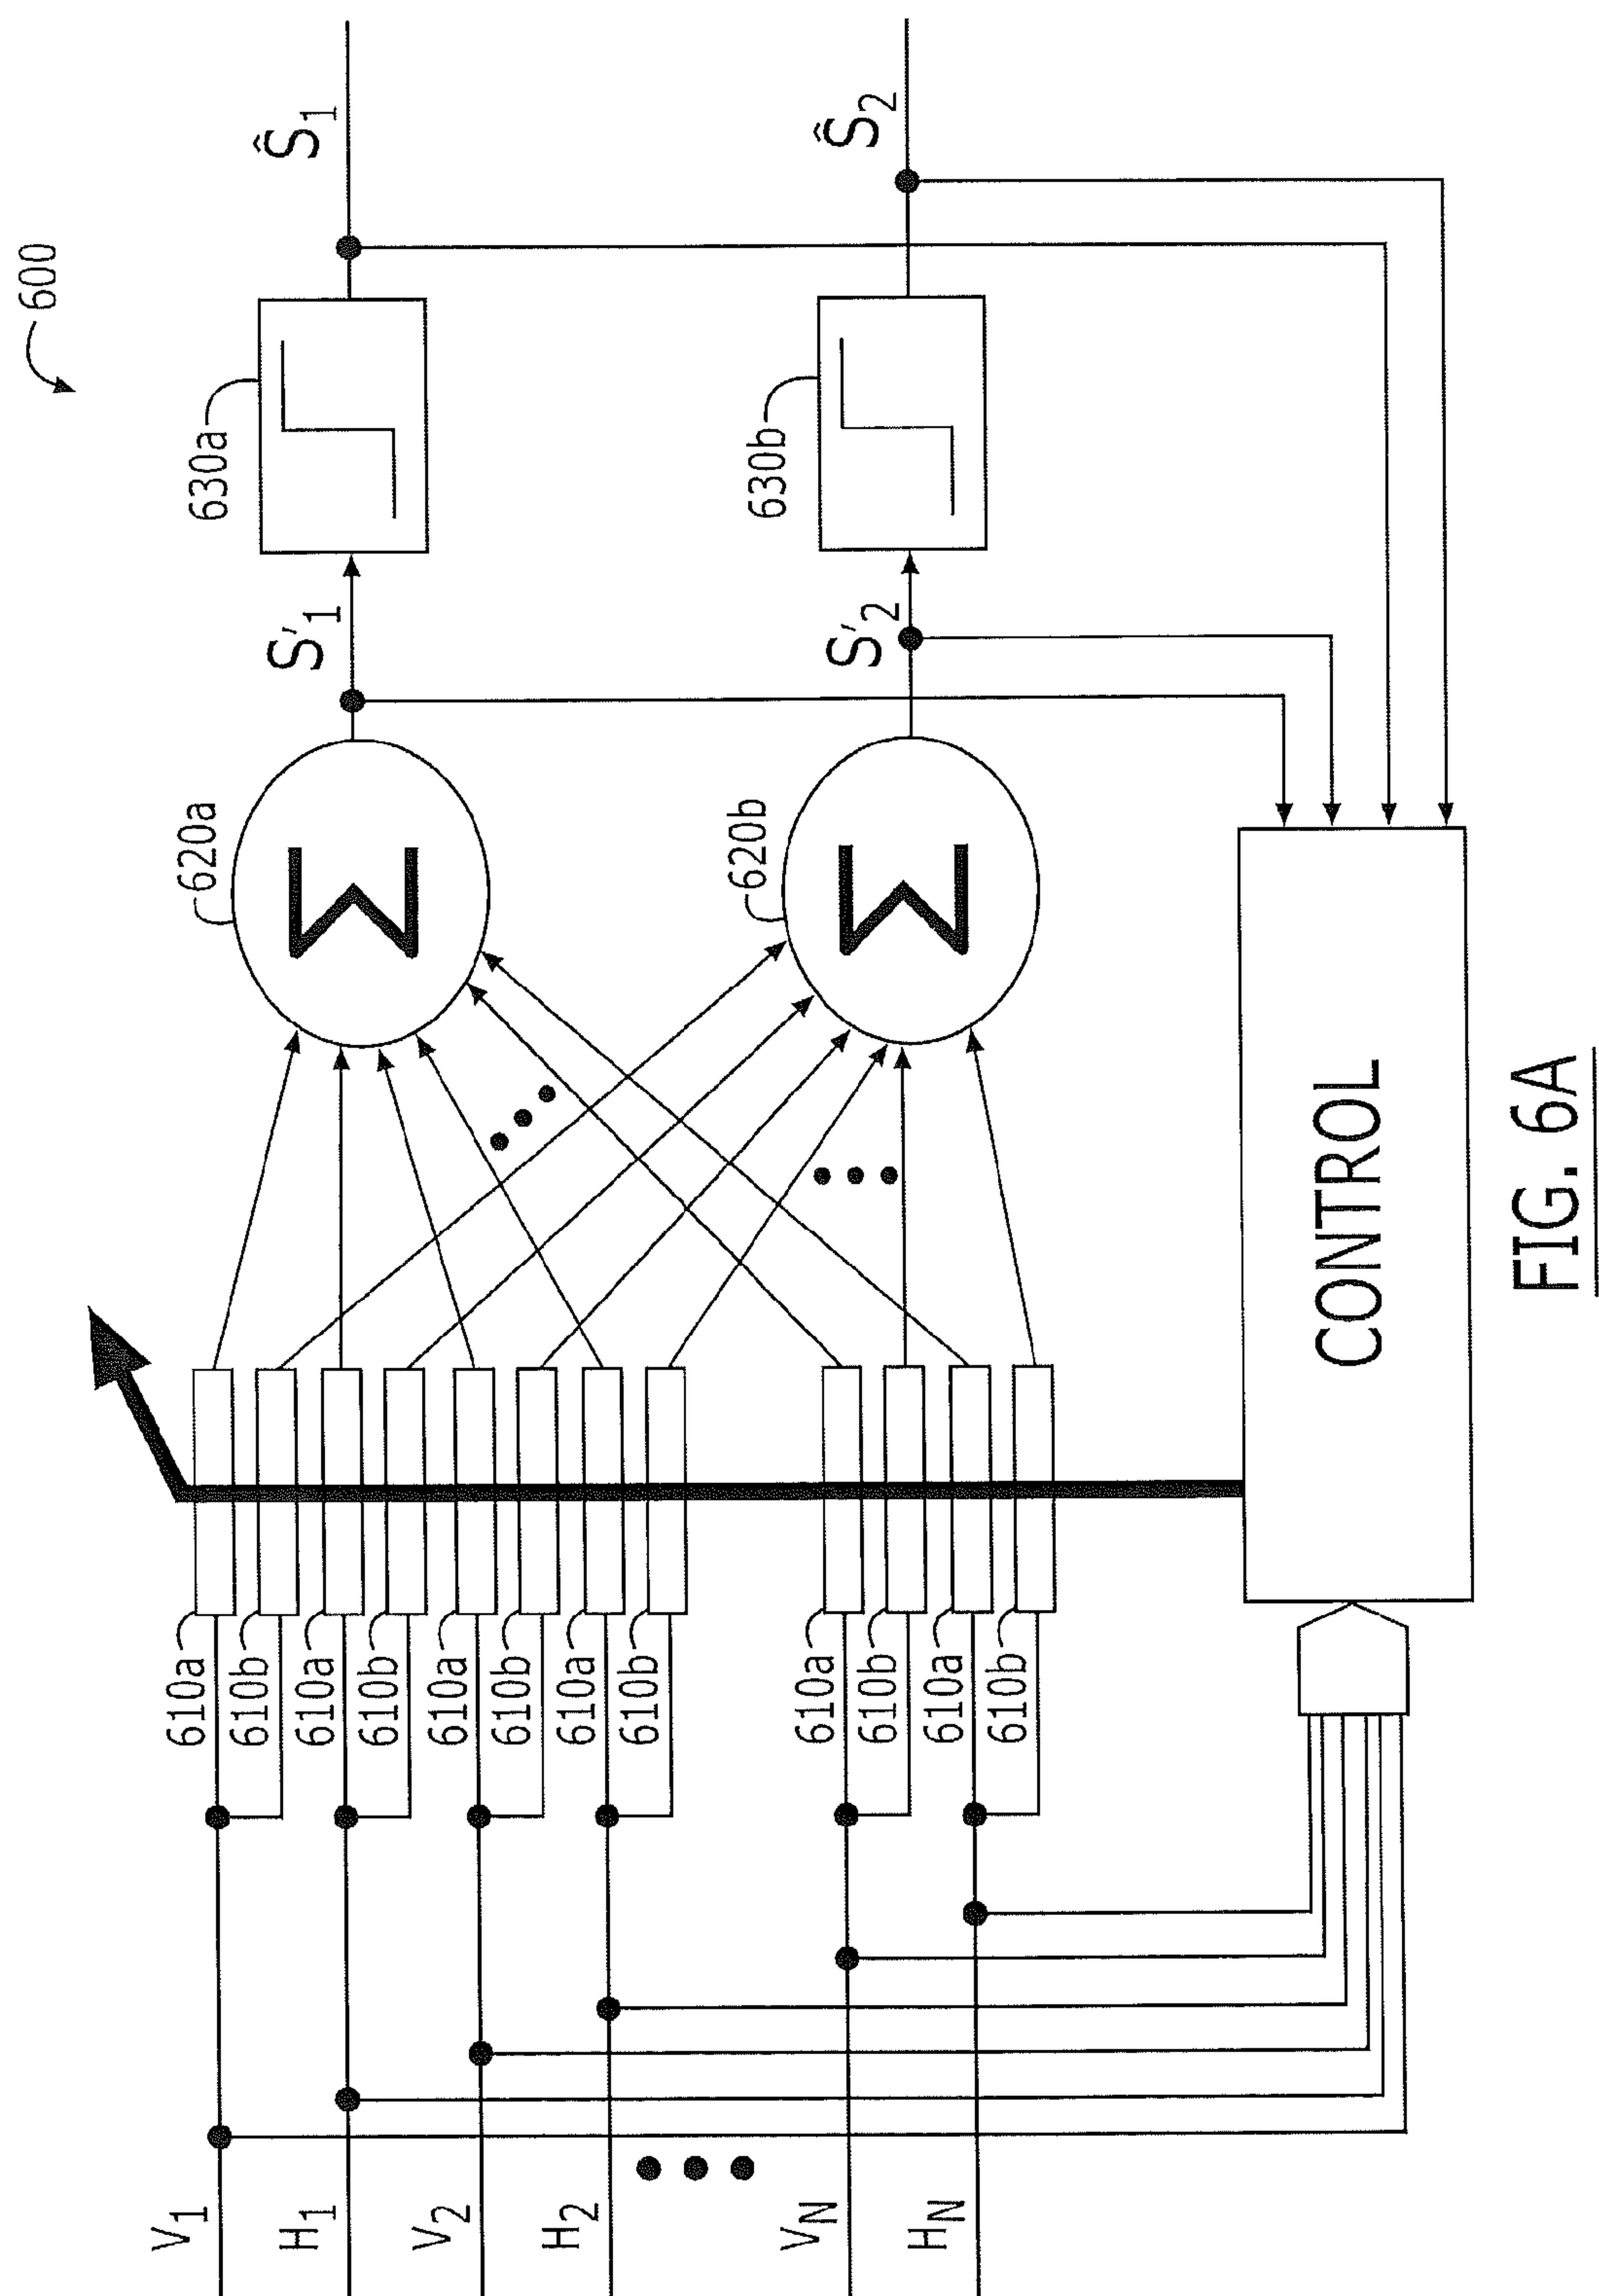 600
V1
H1
V2
H2
VN
HN
610a
610b
610a
610b
610a
610b
610a
610b
610a
610b
610a
610b
620a
Σ
620b
Σ
S'1
S'2
630a
630b
Ŝ1
Ŝ2
CONTROL
FIG. 6A